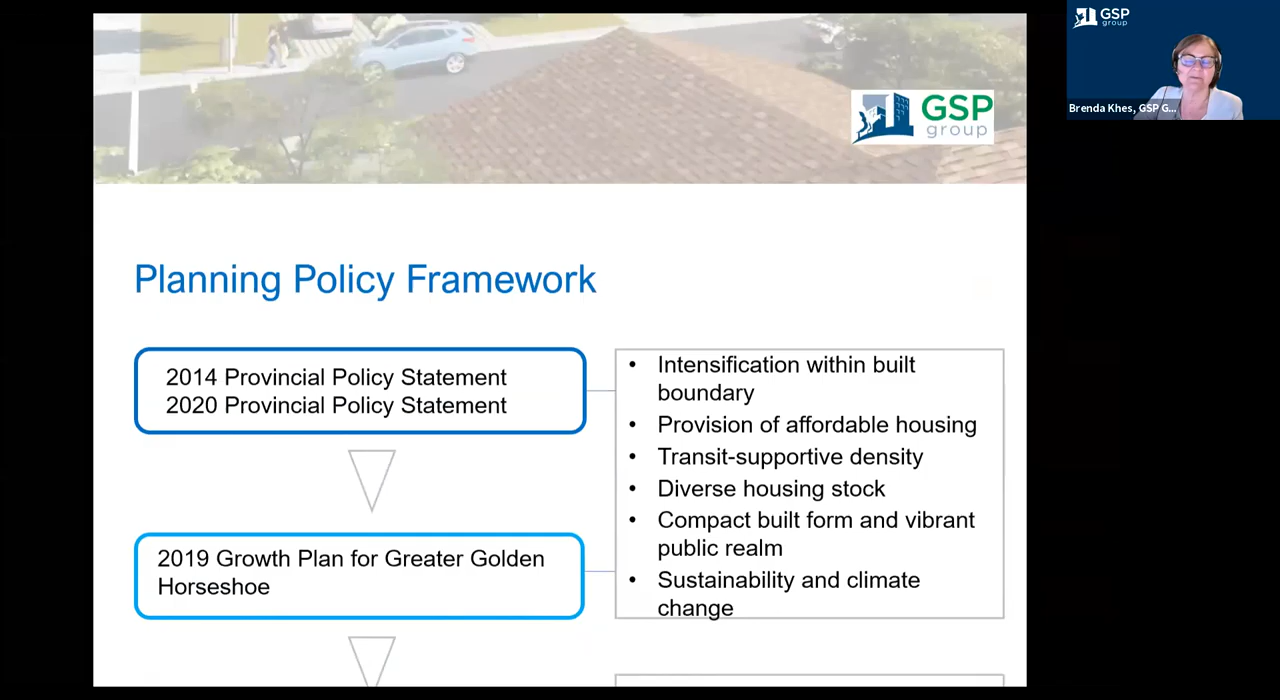 GSP
group
Brenda Khes, GSP G...
GSP
group
Planning Policy Framework
2014 Provincial Policy Statement
2020 Provincial Policy Statement
• Intensification within built
boundary
• Provision of affordable housing
• Transit-supportive density
• Diverse housing stock
• Compact built form and vibrant
public realm
• Sustainability and climate
change
2019 Growth Plan for Greater Golden
Horseshoe